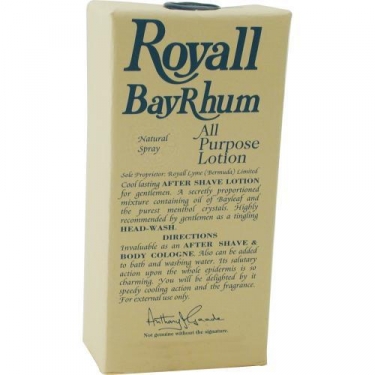 Royall
BayRhum
Natural
Spray
All
Purpose
Lotion
Sole Proprietor: Royall Lyme (Bermuda) Limited
Cool lasting AFTER SHAVE LOTION
for gentlemen. A secretly proportioned
mixture containing oil of Bayleaf and
the purest menthol crystals. Highly
recommended by gentlemen as a tingling
HEAD-WASH.
DIRECTIONS
Invaluable as an AFTER SHAVE &
BODY COLOGNE. Also can be added
to bath and washing water. Its salutary
action upon the whole epidermis is so
charming. You will be delighted by it
speedy cooling action and the fragrance.
For external use only.
Not genuine without the signature.